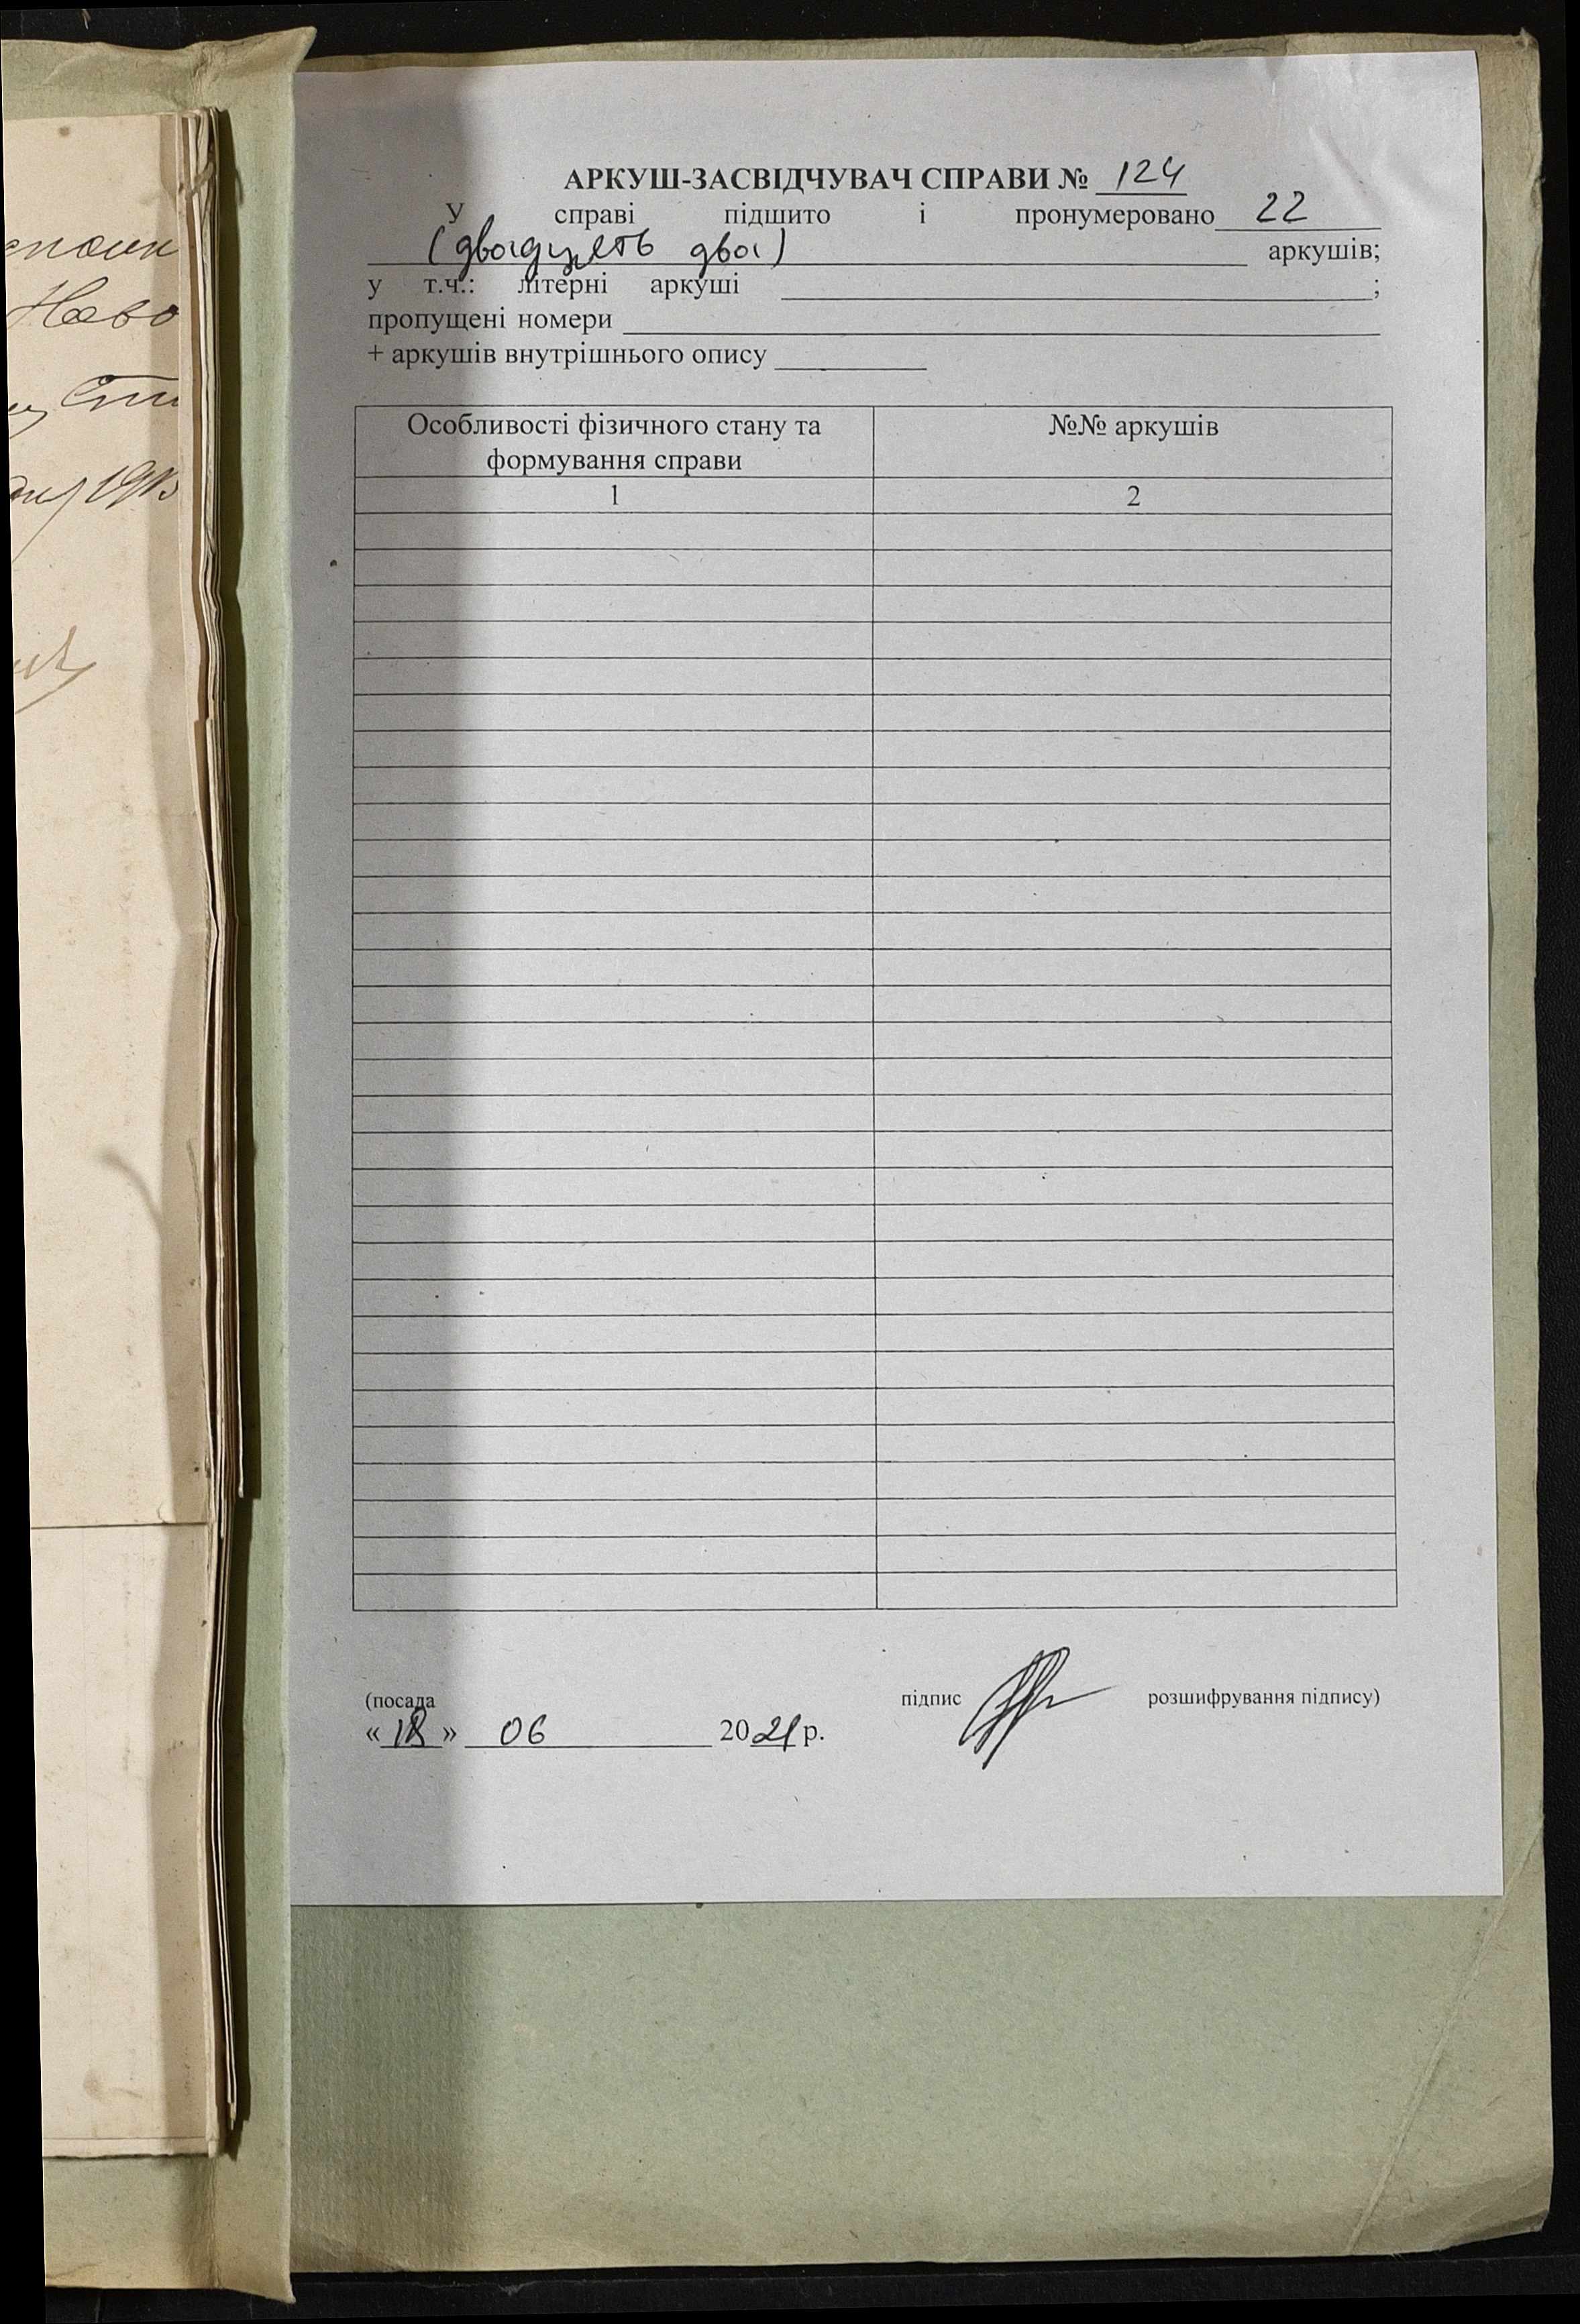 АРКУШ-ЗАСВІДЧУВАЧ СПРАВИ № 124
У справі підшито і пронумеровано 22
(двадцять два) аркушів;
у т.ч.: літерні аркуші ;
пропущені номери
+ аркушів внутрішнього опису
Особливості фізичного стану та формування справи
№№ аркушів
1 2
(посада підпис розшифрування підпису)
« 18 » 06 2021 р.
Ново